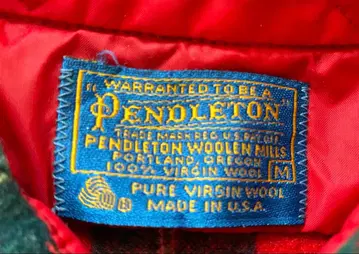 "WARRANTED TO BE A
PENDLETON"
TRADE MARK REG. U.S. PAT. OFF.
PENDLETON WOOLEN MILLS
PORTLAND, OREGON
100% VIRGIN WOOL M
PURE VIRGIN WOOL
MADE IN U.S.A.